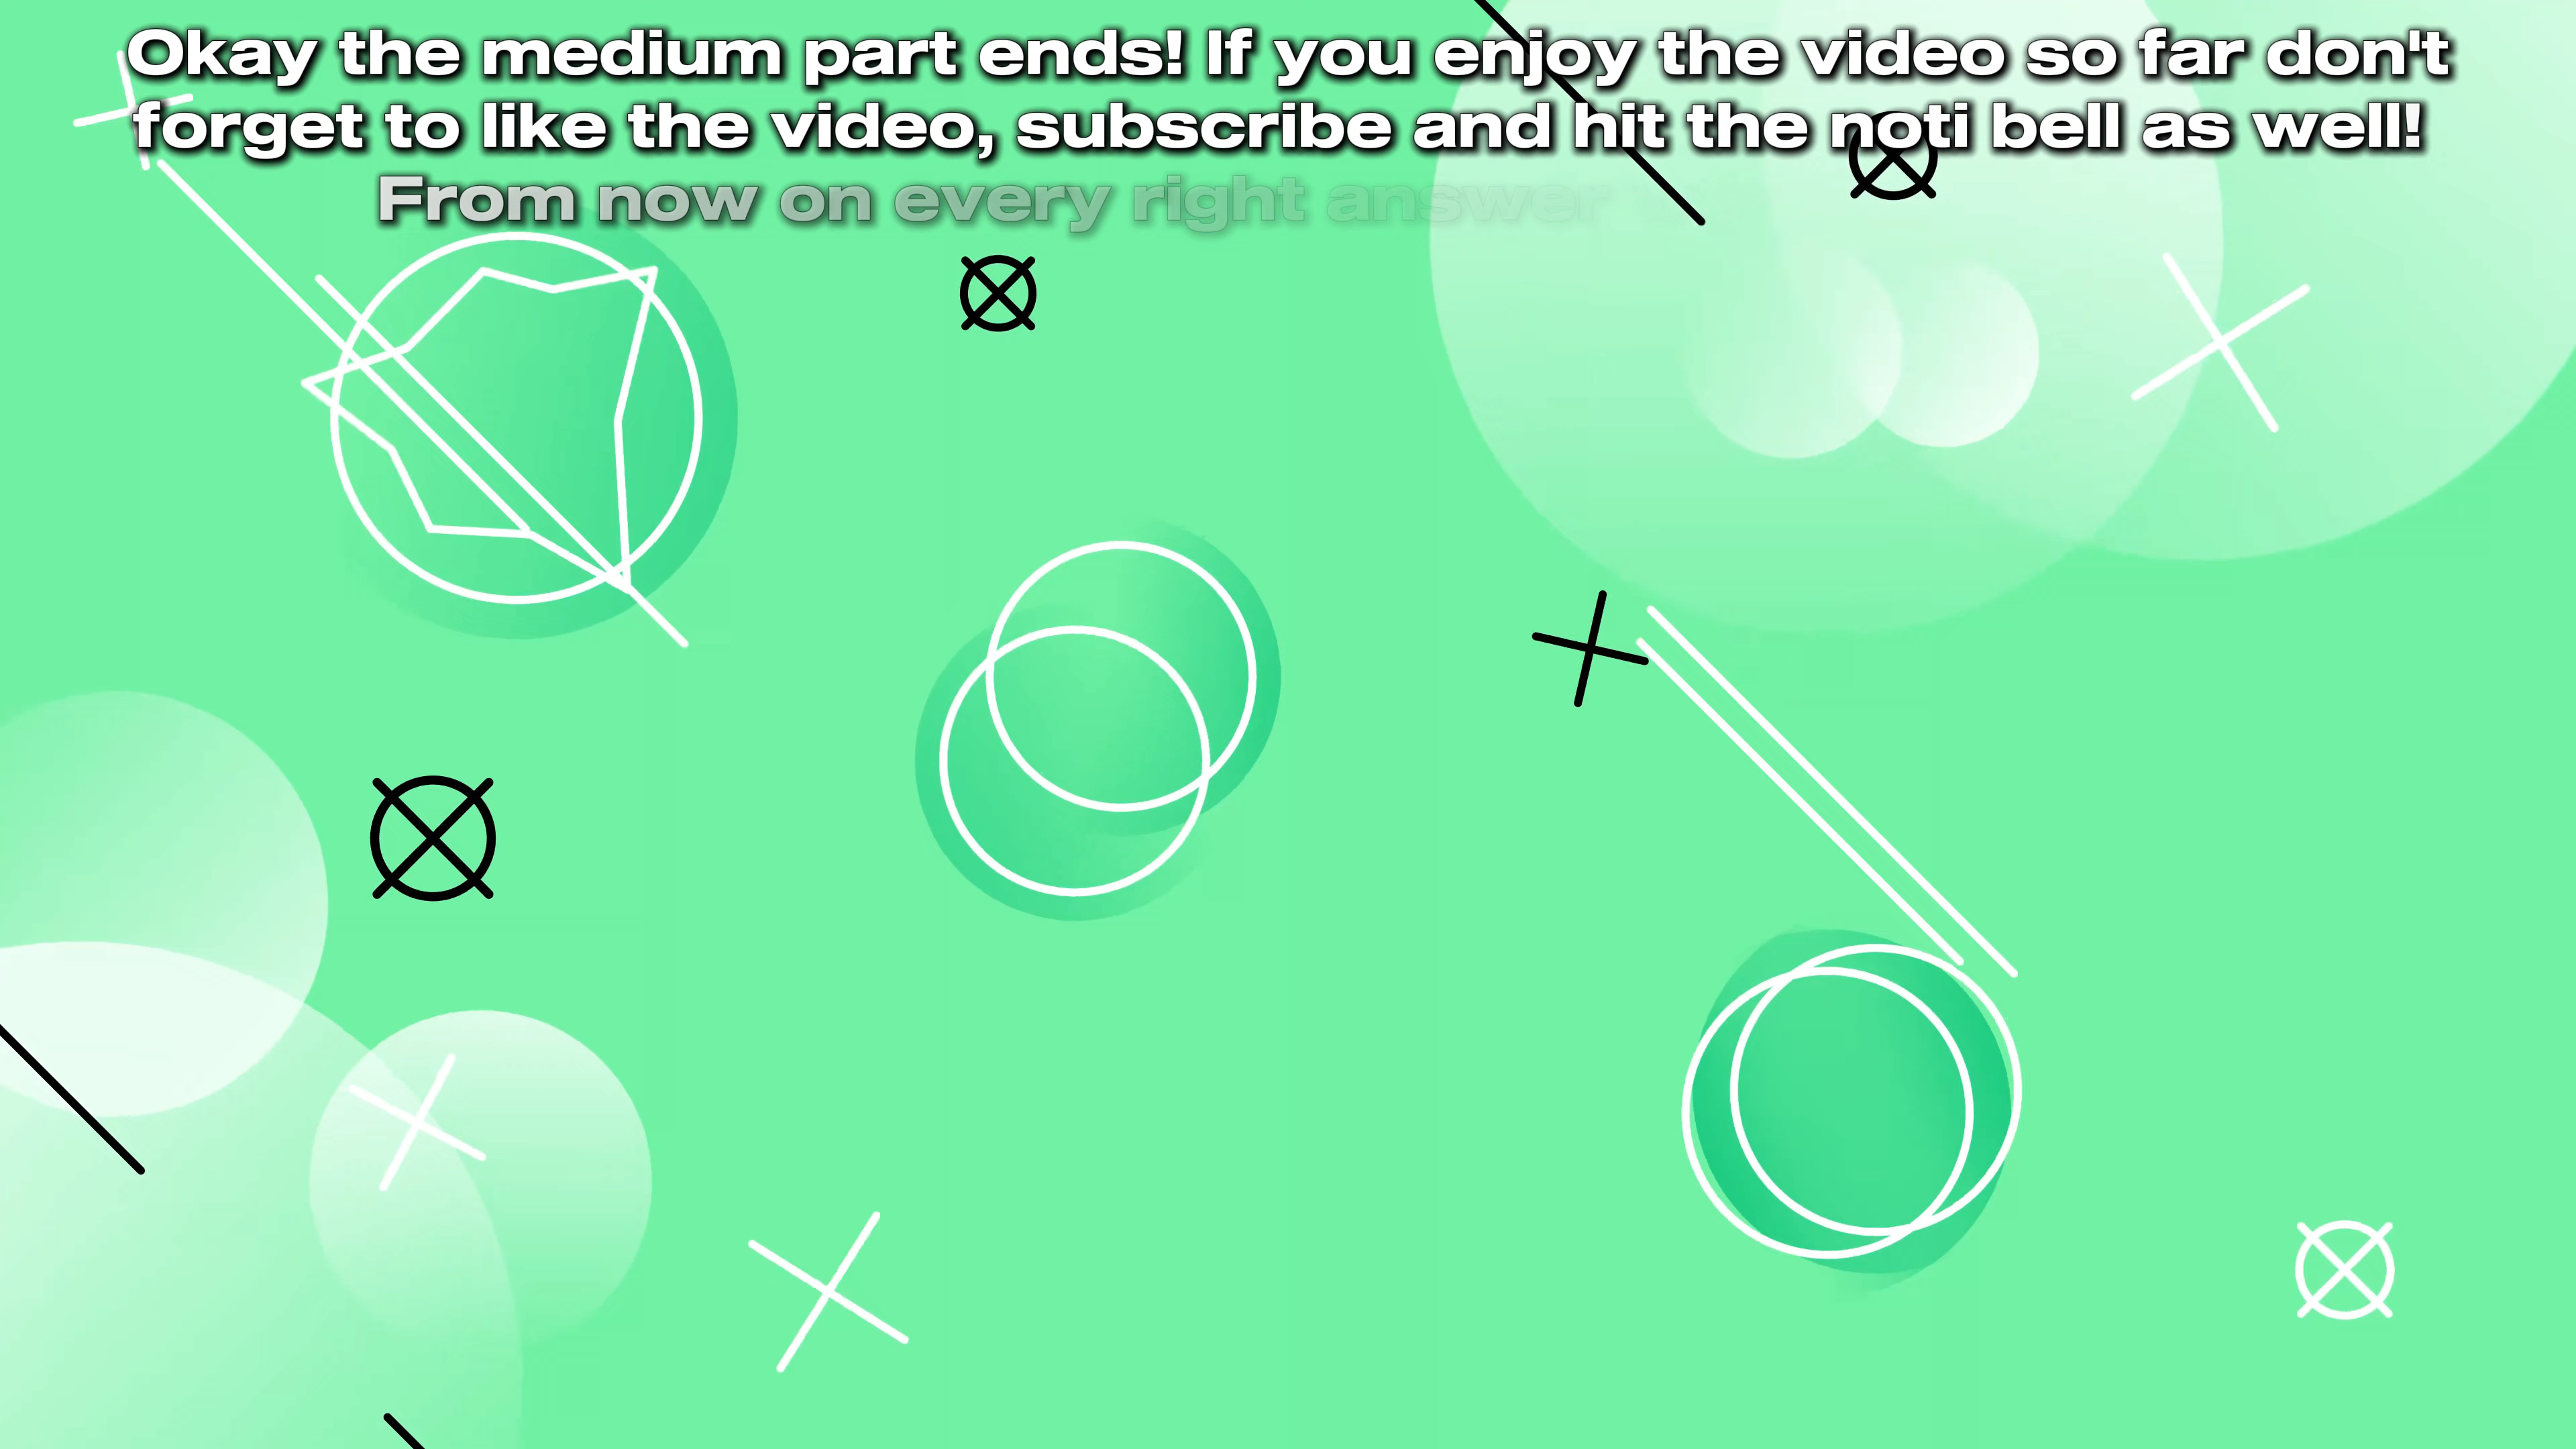 Okay the medium part ends! If you enjoy the video so far don't
forget to like the video, subscribe and hit the noti bell as well!
From now on every right answer